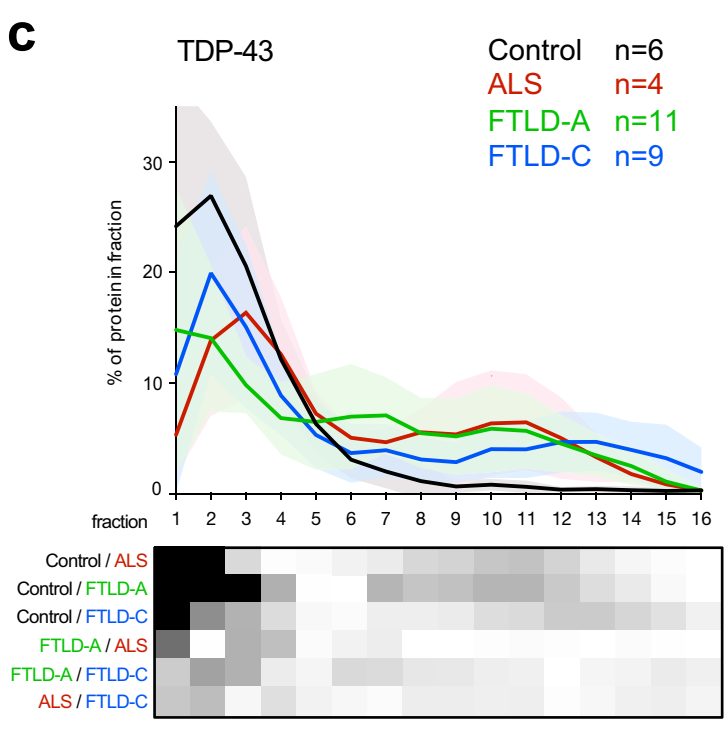 c
TDP-43
Control n=6
ALS n=4
FTLD-A n=11
FTLD-C n=9
% of protein in fraction
30
20
10
0
fraction 1 2 3 4 5 6 7 8 9 10 11 12 13 14 15 16
Control / ALS
Control / FTLD-A
Control / FTLD-C
FTLD-A / ALS
FTLD-A / FTLD-C
ALS / FTLD-C